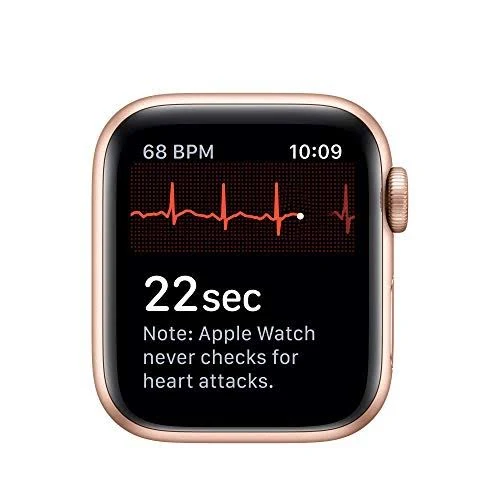 68 BPM 10:09
22sec
Note: Apple Watch
never checks for
heart attacks.